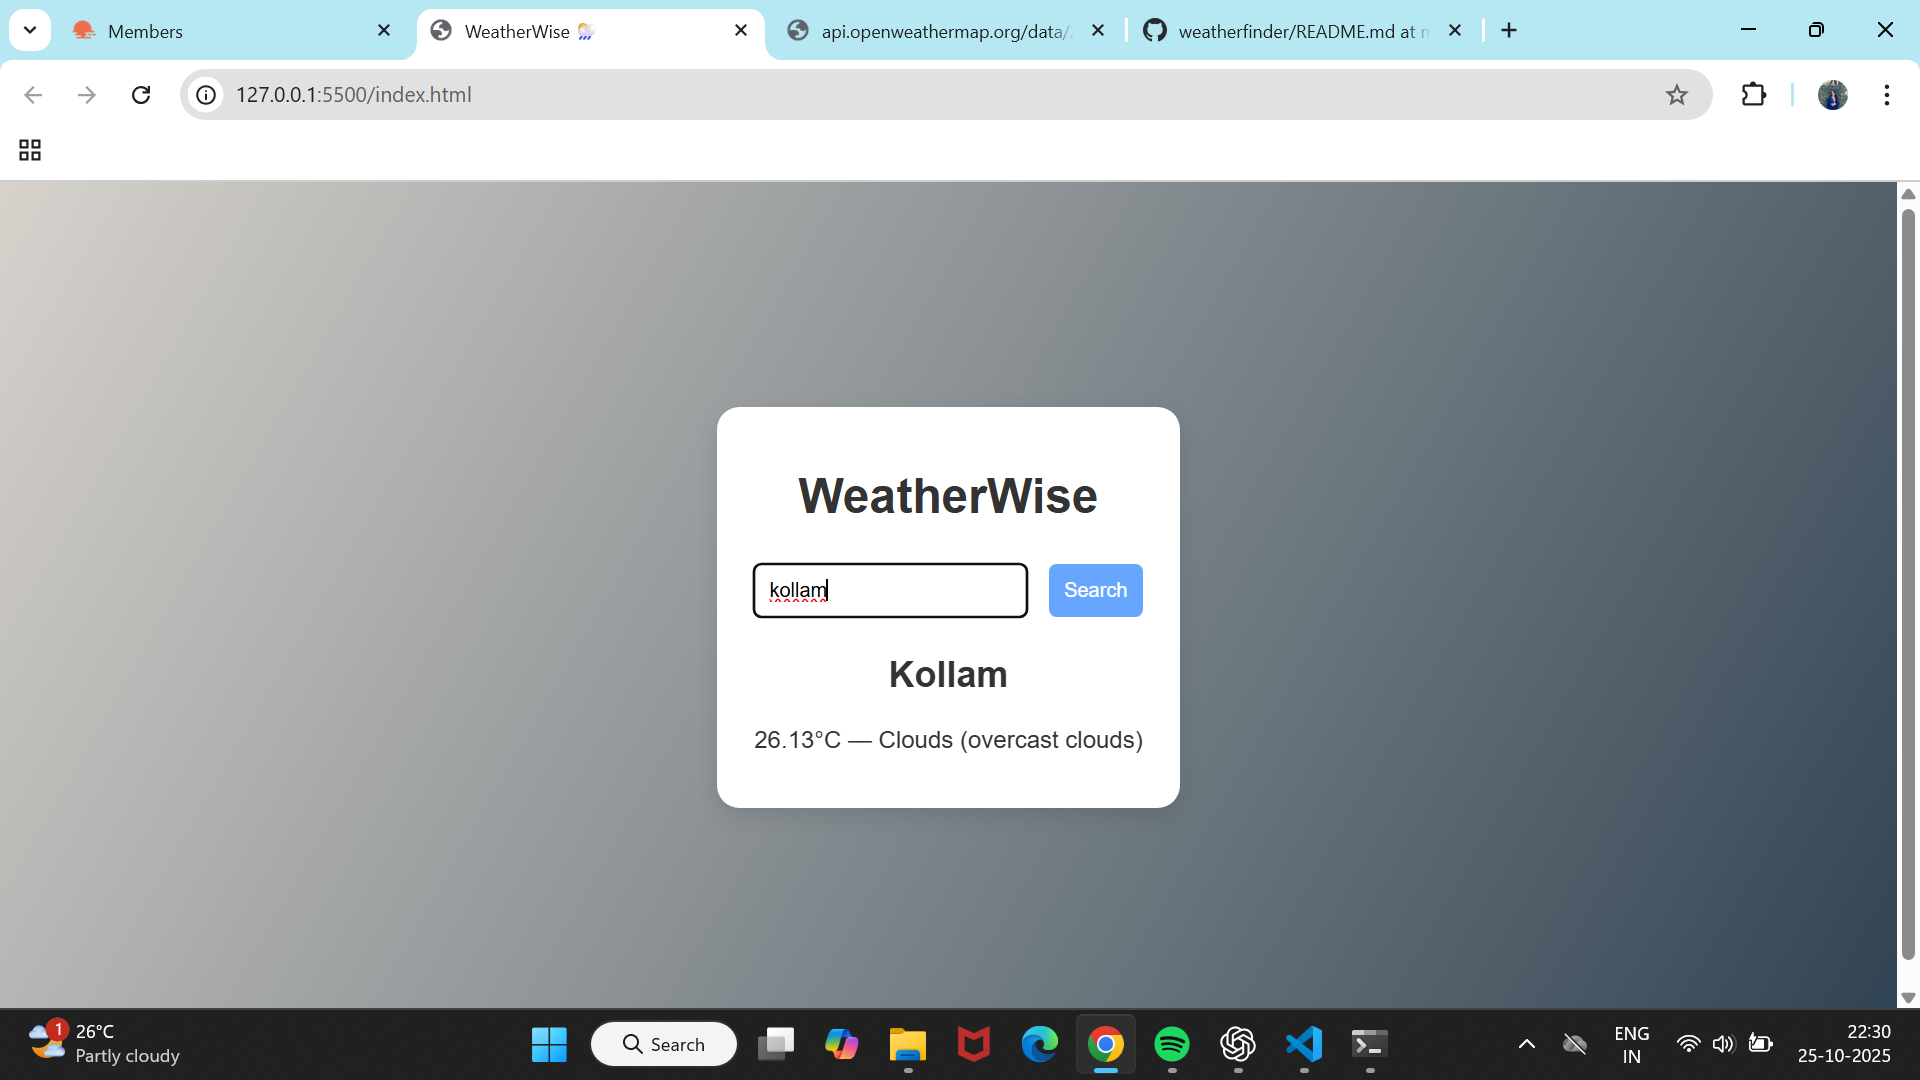 Members
WeatherWise
api.openweathermap.org/data/
weatherfinder/README.md at
127.0.0.1:5500/index.html
WeatherWise
kollam
Search
Kollam
26.13°C — Clouds (overcast clouds)
1
26°C
Partly cloudy
Search
ENG
IN
22:30
25-10-2025